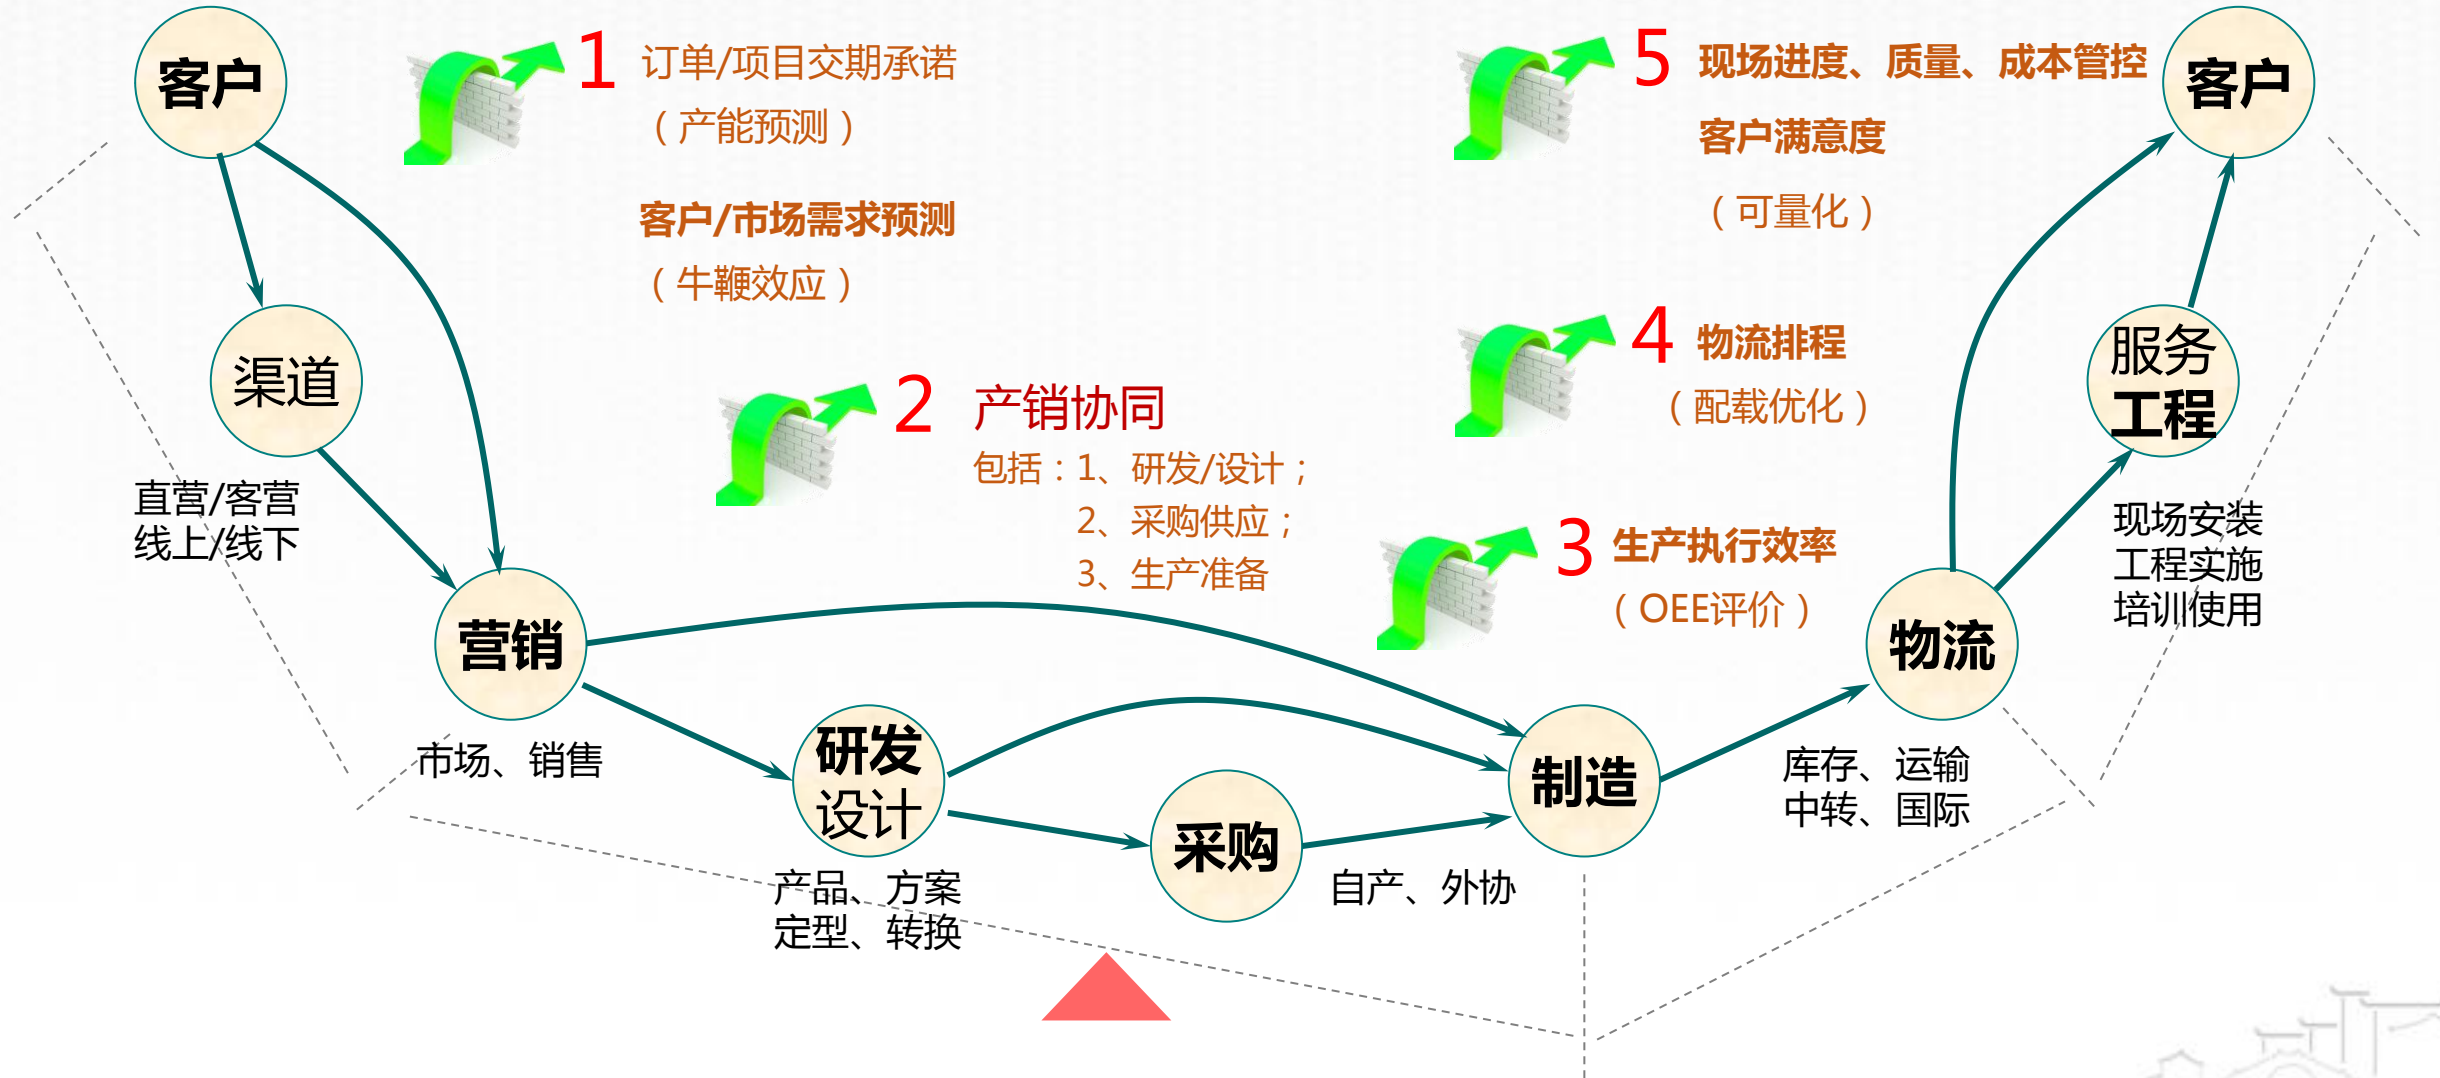 客户
1
订单/项目交期承诺
（产能预测）
客户/市场需求预测
（牛鞭效应）
渠道
直营/客营
线上/线下
2
产销协同
包括：1、研发/设计；
2、采购供应；
3、生产准备
营销
市场、销售
研发
设计
产品、方案
定型、转换
采购
自产、外协
制造
3
生产执行效率
（OEE评价）
4
物流排程
（配载优化）
5
现场进度、质量、成本管控
客户满意度
（可量化）
物流
库存、运输
中转、国际
服务
工程
现场安装
工程实施
培训使用
客户